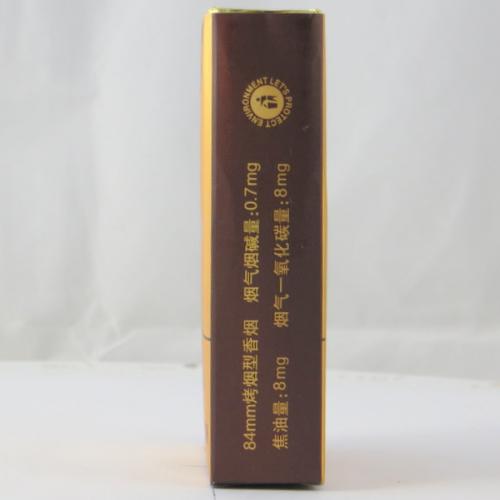 LET'S PROTECT ENVIRONMENT
84mm烤烟型香烟 烟气烟碱量:0.7mg
焦油量:8mg 烟气一氧化碳量:8mg